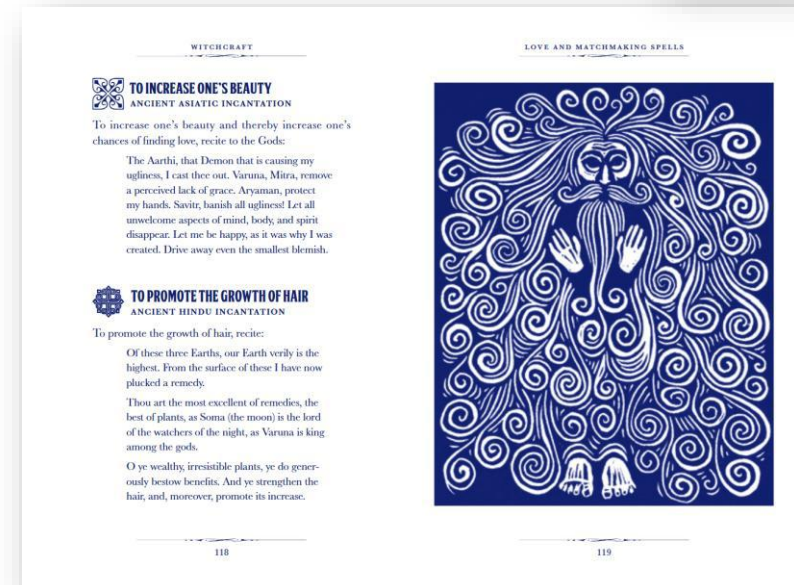 WITCHCRAFT
TO INCREASE ONE'S BEAUTY
ANCIENT ASIATIC INCANTATION
To increase one's beauty and thereby increase one's
chances of finding love, recite to the Gods:
The Aarthi, that Demon that is causing my
ugliness, I cast thee out. Varuna, Mitra, remove
a perceived lack of grace. Aryaman, protect
my hands. Savitr, banish all ugliness! Let all
unwelcome aspects of mind, body, and spirit
disappear. Let me be happy, as it was why I was
created. Drive away even the smallest blemish.
TO PROMOTE THE GROWTH OF HAIR
ANCIENT HINDU INCANTATION
To promote the growth of hair, recite:
Of these three Earths, our Earth verily is the
highest. From the surface of these I have now
plucked a remedy.
Thou art the most excellent of remedies, the
best of plants, as Soma (the moon) is the lord
of the watchers of the night, as Varuna is king
among the gods.
O ye wealthy, irresistible plants, ye do gener-
ously bestow benefits. And ye strengthen the
hair, and, moreover, promote its increase.
118
LOVE AND MATCHMAKING SPELLS
119